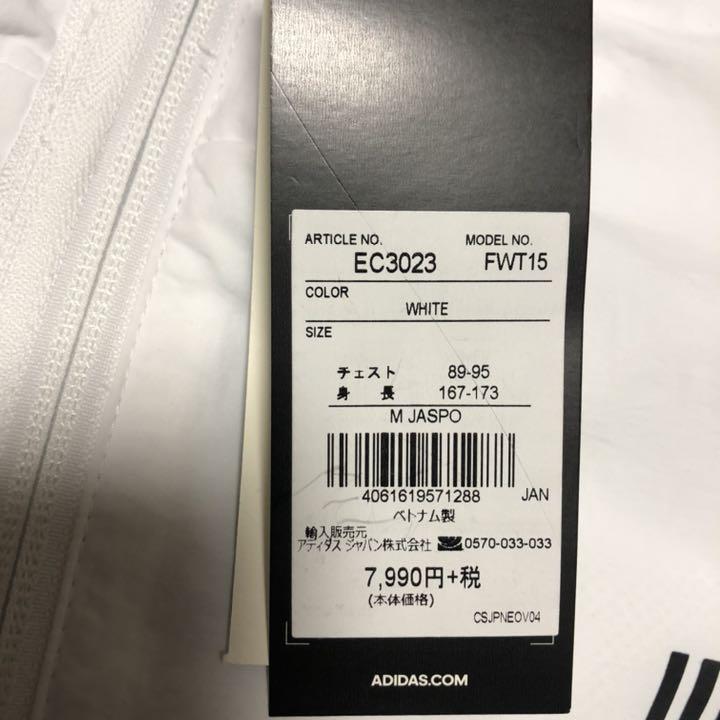 ARTICLE NO. MODEL NO.
EC3023 FWT15
COLOR
WHITE
SIZE
チェスト 89-95
身 長 167-173
M JASPO
4061619571288 JAN
ベトナム製
輸入販売元
アディダス ジャパン株式会社 0570-033-033
7,990円+税
(本体価格)
CSJPNEOV04
ADIDAS.COM